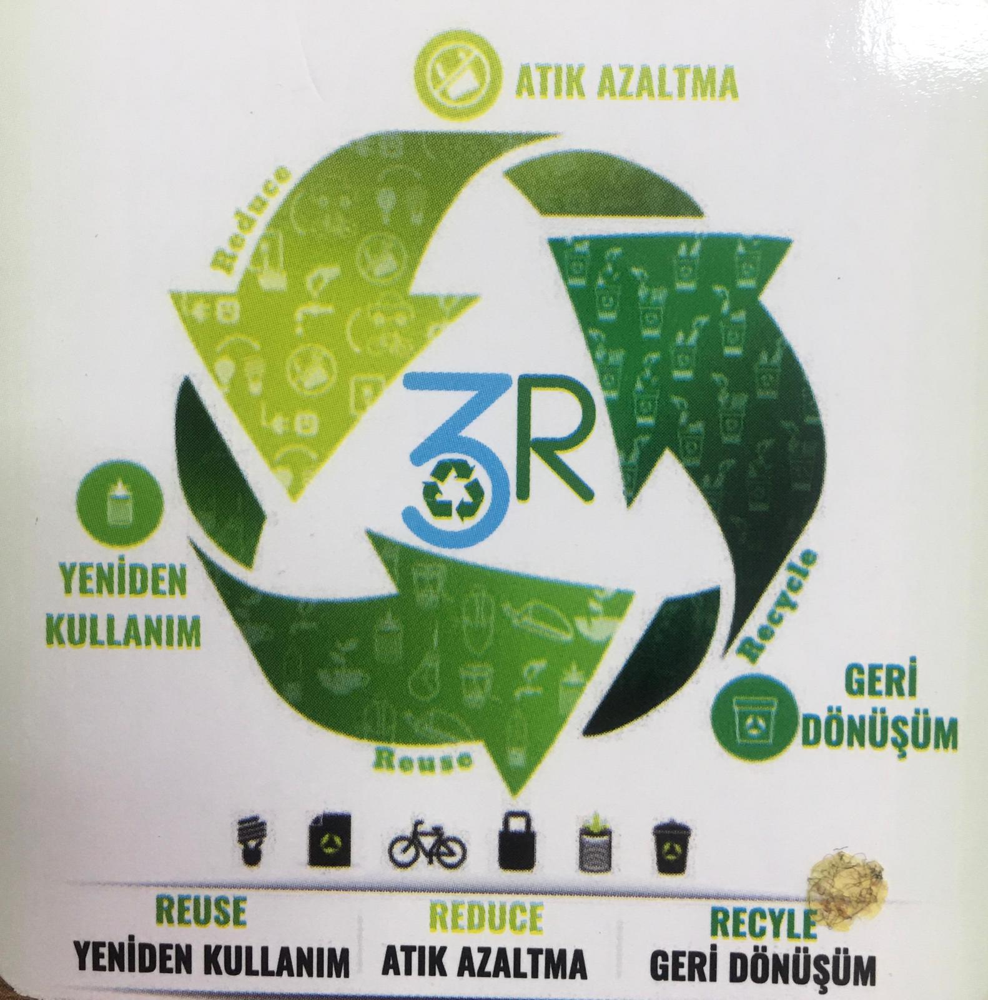 ATIK AZALTMA
Reduce
3R
YENİDEN
KULLANIM
Recycle
GERİ
DÖNÜŞÜM
Reuse
REUSE
REDUCE
RECYLE
YENİDEN KULLANIM
ATIK AZALTMA
GERİ DÖNÜŞÜM